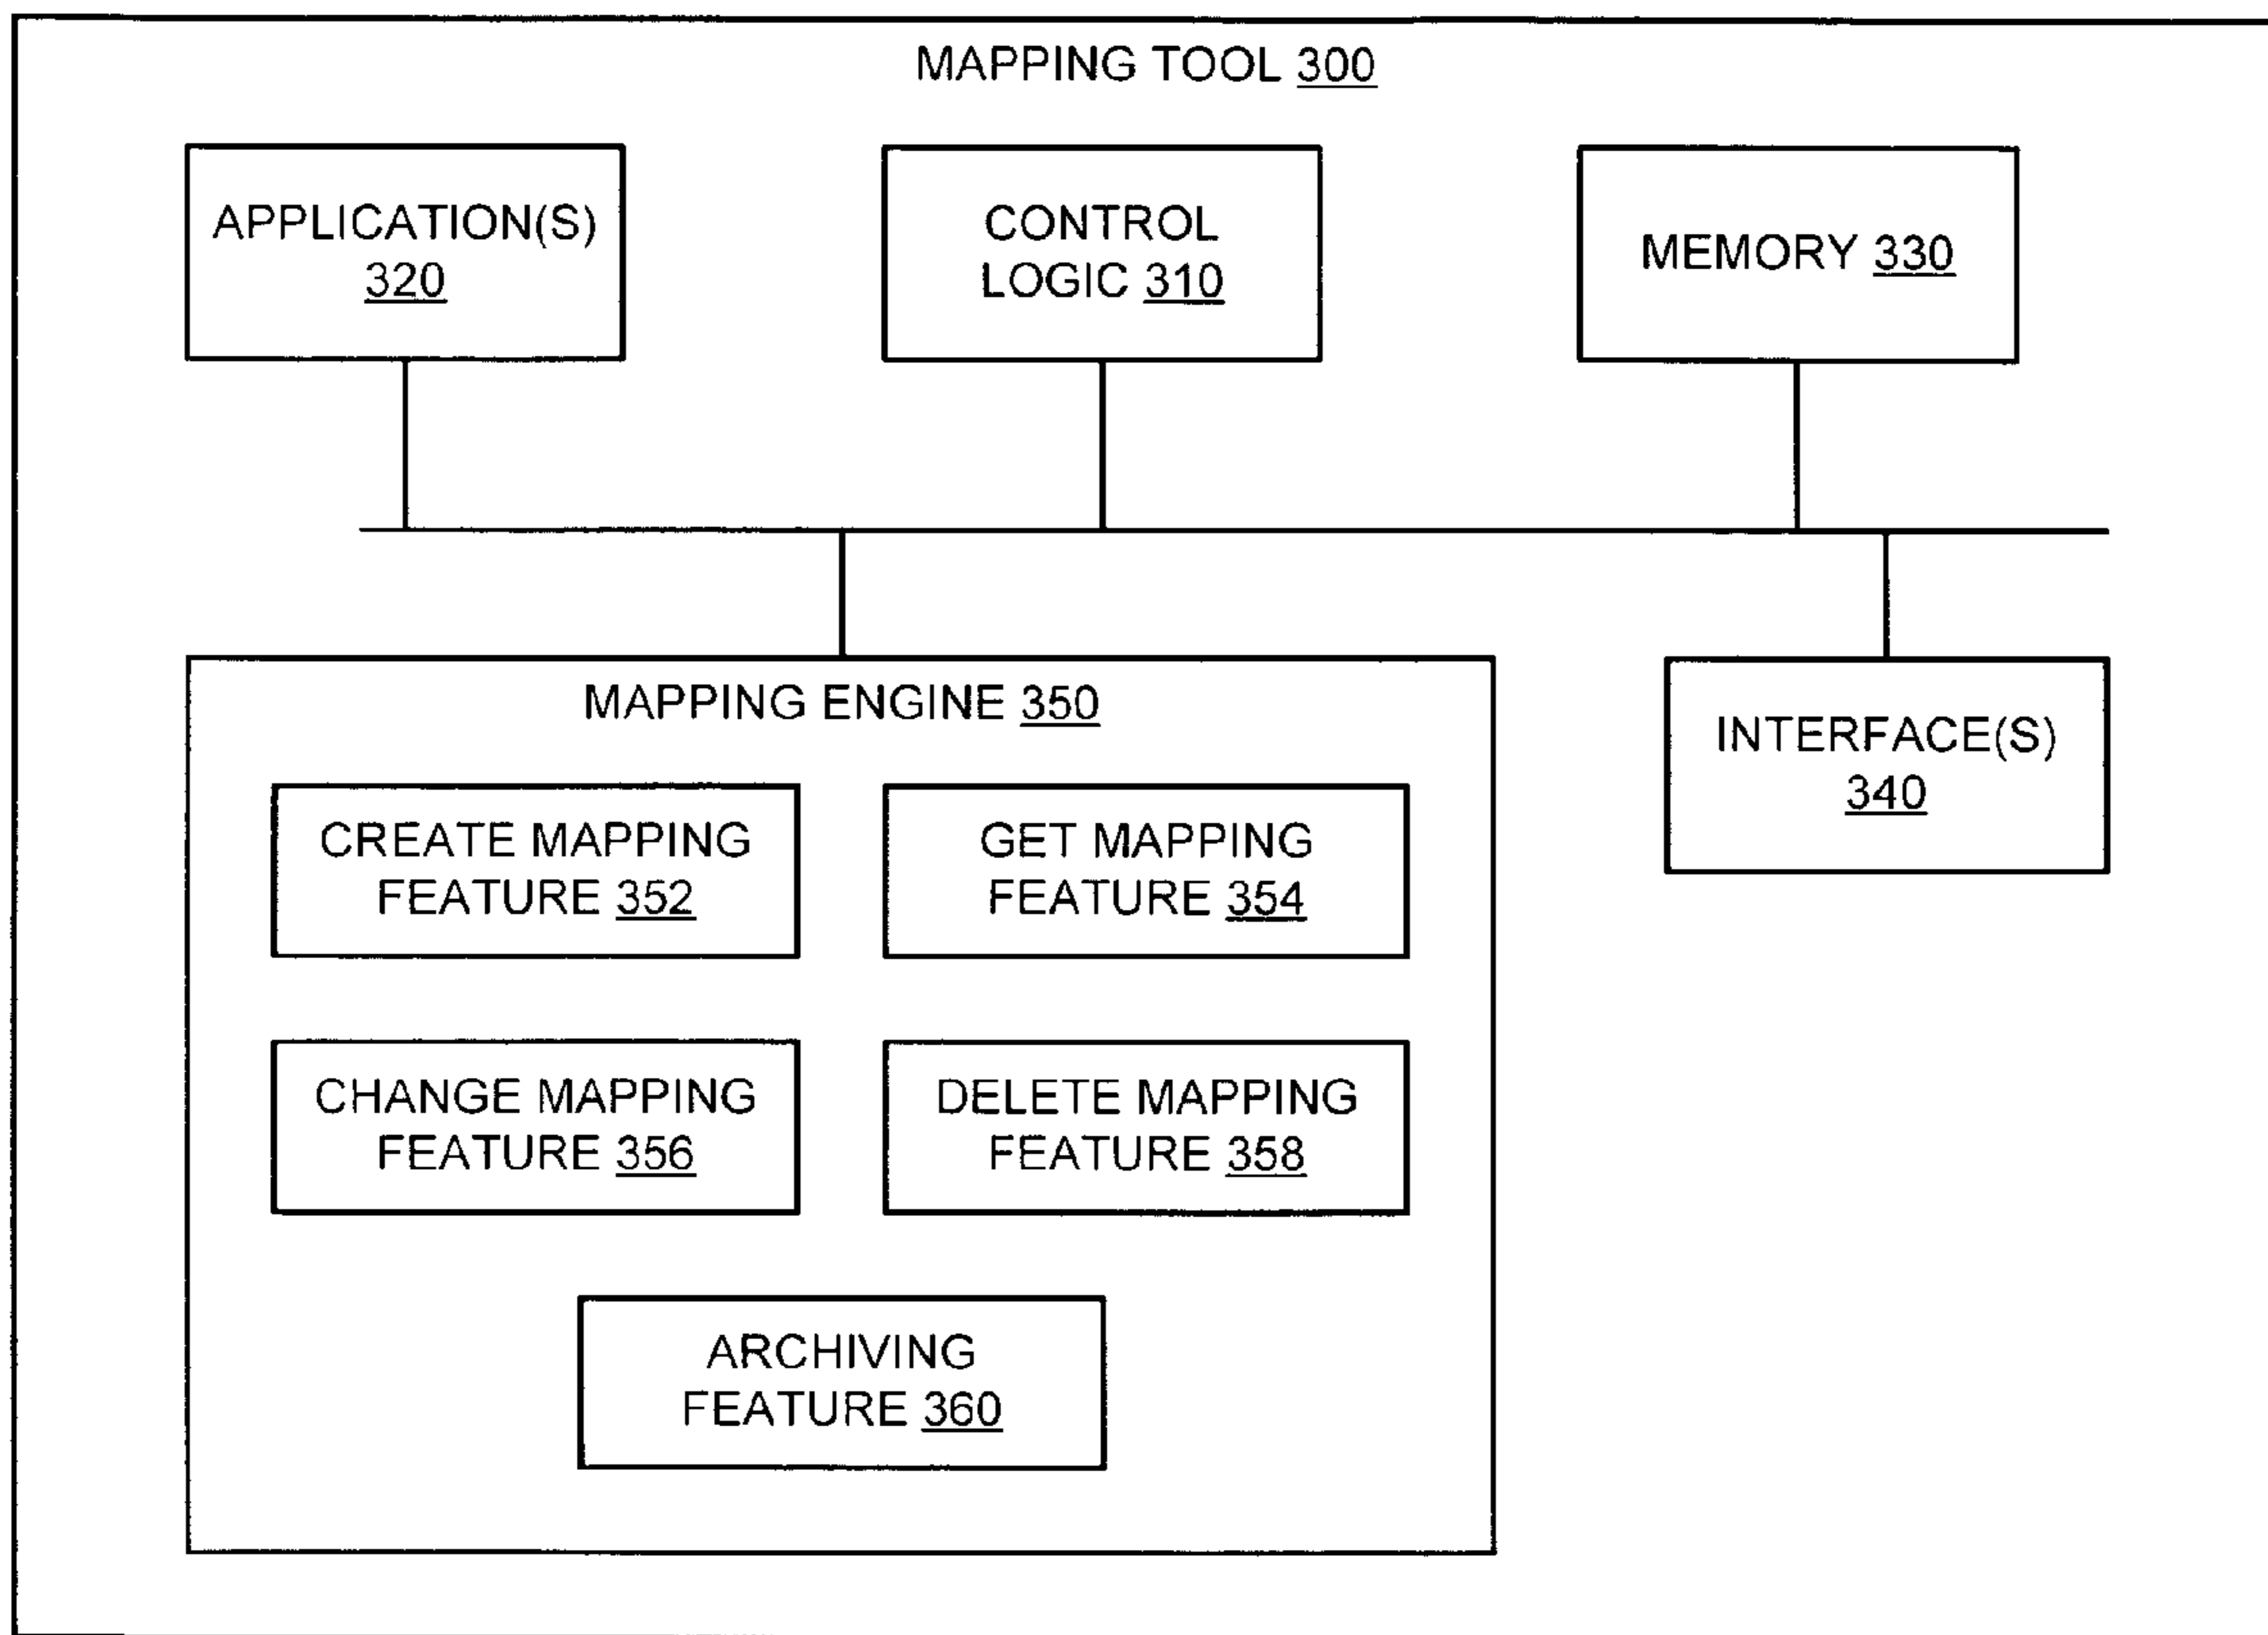 MAPPING TOOL 300
APPLICATION(S)
320
CONTROL
LOGIC 310
MEMORY 330
MAPPING ENGINE 350
INTERFACE(S)
340
CREATE MAPPING
FEATURE 352
GET MAPPING
FEATURE 354
CHANGE MAPPING
FEATURE 356
DELETE MAPPING
FEATURE 358
ARCHIVING
FEATURE 360